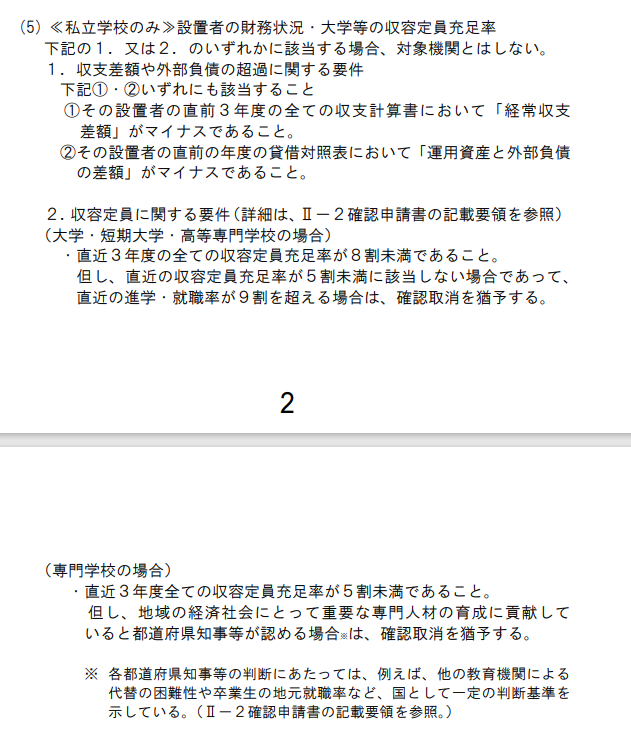 (5) ≪私立学校のみ≫設置者の財務状況・大学等の収容定員充足率
下記の１．又は２．のいずれかに該当する場合、対象機関とはしない。
１．収支差額や外部負債の超過に関する要件
下記①・②いずれにも該当すること
①その設置者の直前３年度の全ての収支計算書において「経常収支
差額」がマイナスであること。
②その設置者の直前の年度の貸借対照表において「運用資産と外部負債
の差額」がマイナスであること。
２．収容定員に関する要件（詳細は、Ⅱ－２確認申請書の記載要領を参照）
（大学・短期大学・高等専門学校の場合）
・直近３年度の全ての収容定員充足率が８割未満であること。
但し、直近の収容定員充足率が５割未満に該当しない場合であって、
直近の進学・就職率が９割を超える場合は、確認取消を猶予する。
2
（専門学校の場合）
・直近３年度全ての収容定員充足率が５割未満であること。
但し、地域の経済社会にとって重要な専門人材の育成に貢献して
いると都道府県知事等が認める場合※は、確認取消を猶予する。
※ 各都道府県知事等の判断にあたっては、例えば、他の教育機関による
代替の困難性や卒業生の地元就職率など、国として一定の判断基準を
示している。（Ⅱ－２確認申請書の記載要領を参照。）